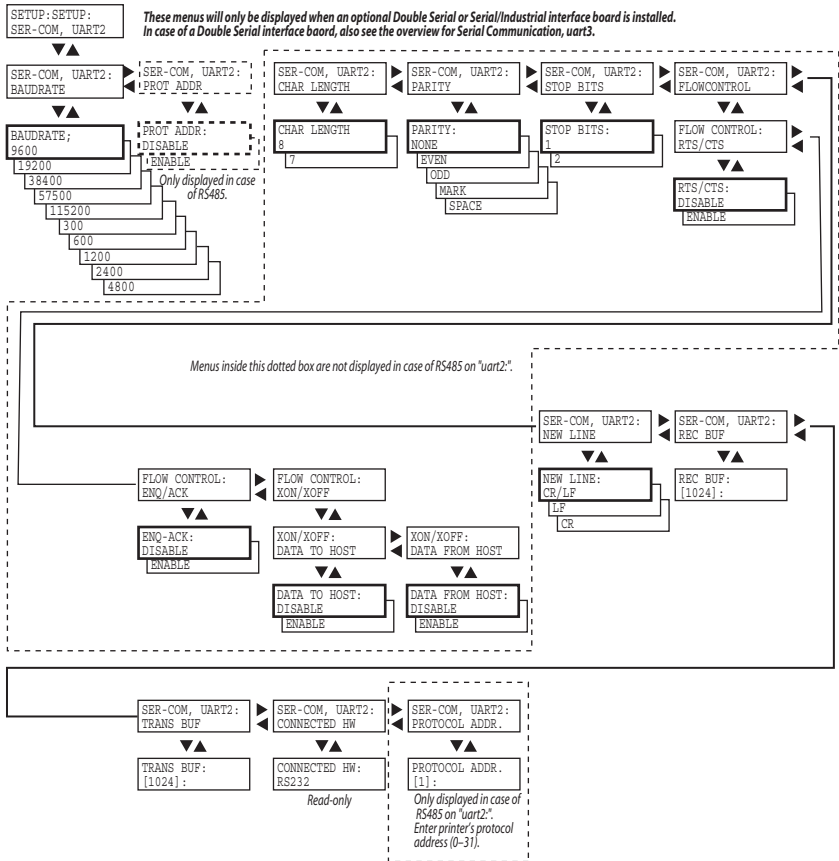 SETUP:SETUP:
SER-COM, UART2
These menus will only be displayed when an optional Double Serial or Serial/Industrial interface board is installed.
In case of a Double Serial interface baord, also see the overview for Serial Communication, uart3.
SER-COM, UART2:
BAUDRATE
SER-COM, UART2:
PROT ADDR
SER-COM, UART2:
CHAR LENGTH
SER-COM, UART2:
PARITY
SER-COM, UART2:
STOP BITS
SER-COM, UART2:
FLOWCONTROL
BAUDRATE;
9600
19200
38400
57500
115200
300
600
1200
2400
4800
PROT ADDR:
DISABLE
ENABLE
Only displayed in case
of RS485.
CHAR LENGTH
8
7
PARITY:
NONE
EVEN
ODD
MARK
SPACE
STOP BITS:
1
2
FLOW CONTROL:
RTS/CTS
RTS/CTS:
DISABLE
ENABLE
Menus inside this dotted box are not displayed in case of RS485 on "uart2:".
SER-COM, UART2:
NEW LINE
SER-COM, UART2:
REC BUF
NEW LINE:
CR/LF
LF
CR
REC BUF:
[1024]:
FLOW CONTROL:
ENQ/ACK
FLOW CONTROL:
XON/XOFF
ENQ-ACK:
DISABLE
ENABLE
XON/XOFF:
DATA TO HOST
XON/XOFF:
DATA FROM HOST
DATA TO HOST:
DISABLE
ENABLE
DATA FROM HOST:
DISABLE
ENABLE
SER-COM, UART2:
TRANS BUF
SER-COM, UART2:
CONNECTED HW
SER-COM, UART2:
PROTOCOL ADDR.
TRANS BUF:
[1024]:
CONNECTED HW:
RS232
Read-only
PROTOCOL ADDR.
[1]:
Only displayed in case of
RS485 on "uart2:".
Enter printer's protocol
address (0–31).